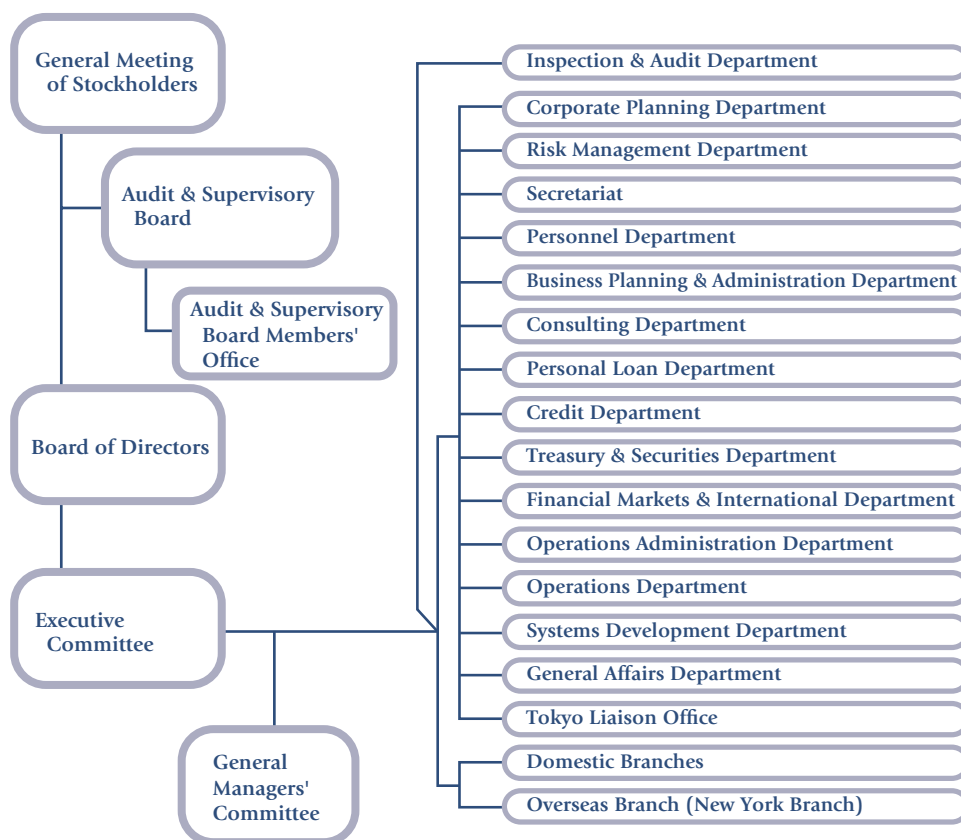 General Meeting
of Stockholders
Audit & Supervisory
Board
Audit & Supervisory
Board Members'
Office
Board of Directors
Executive
Committee
General
Managers'
Committee
Inspection & Audit Department
Corporate Planning Department
Risk Management Department
Secretariat
Personnel Department
Business Planning & Administration Department
Consulting Department
Personal Loan Department
Credit Department
Treasury & Securities Department
Financial Markets & International Department
Operations Administration Department
Operations Department
Systems Development Department
General Affairs Department
Tokyo Liaison Office
Domestic Branches
Overseas Branch (New York Branch)